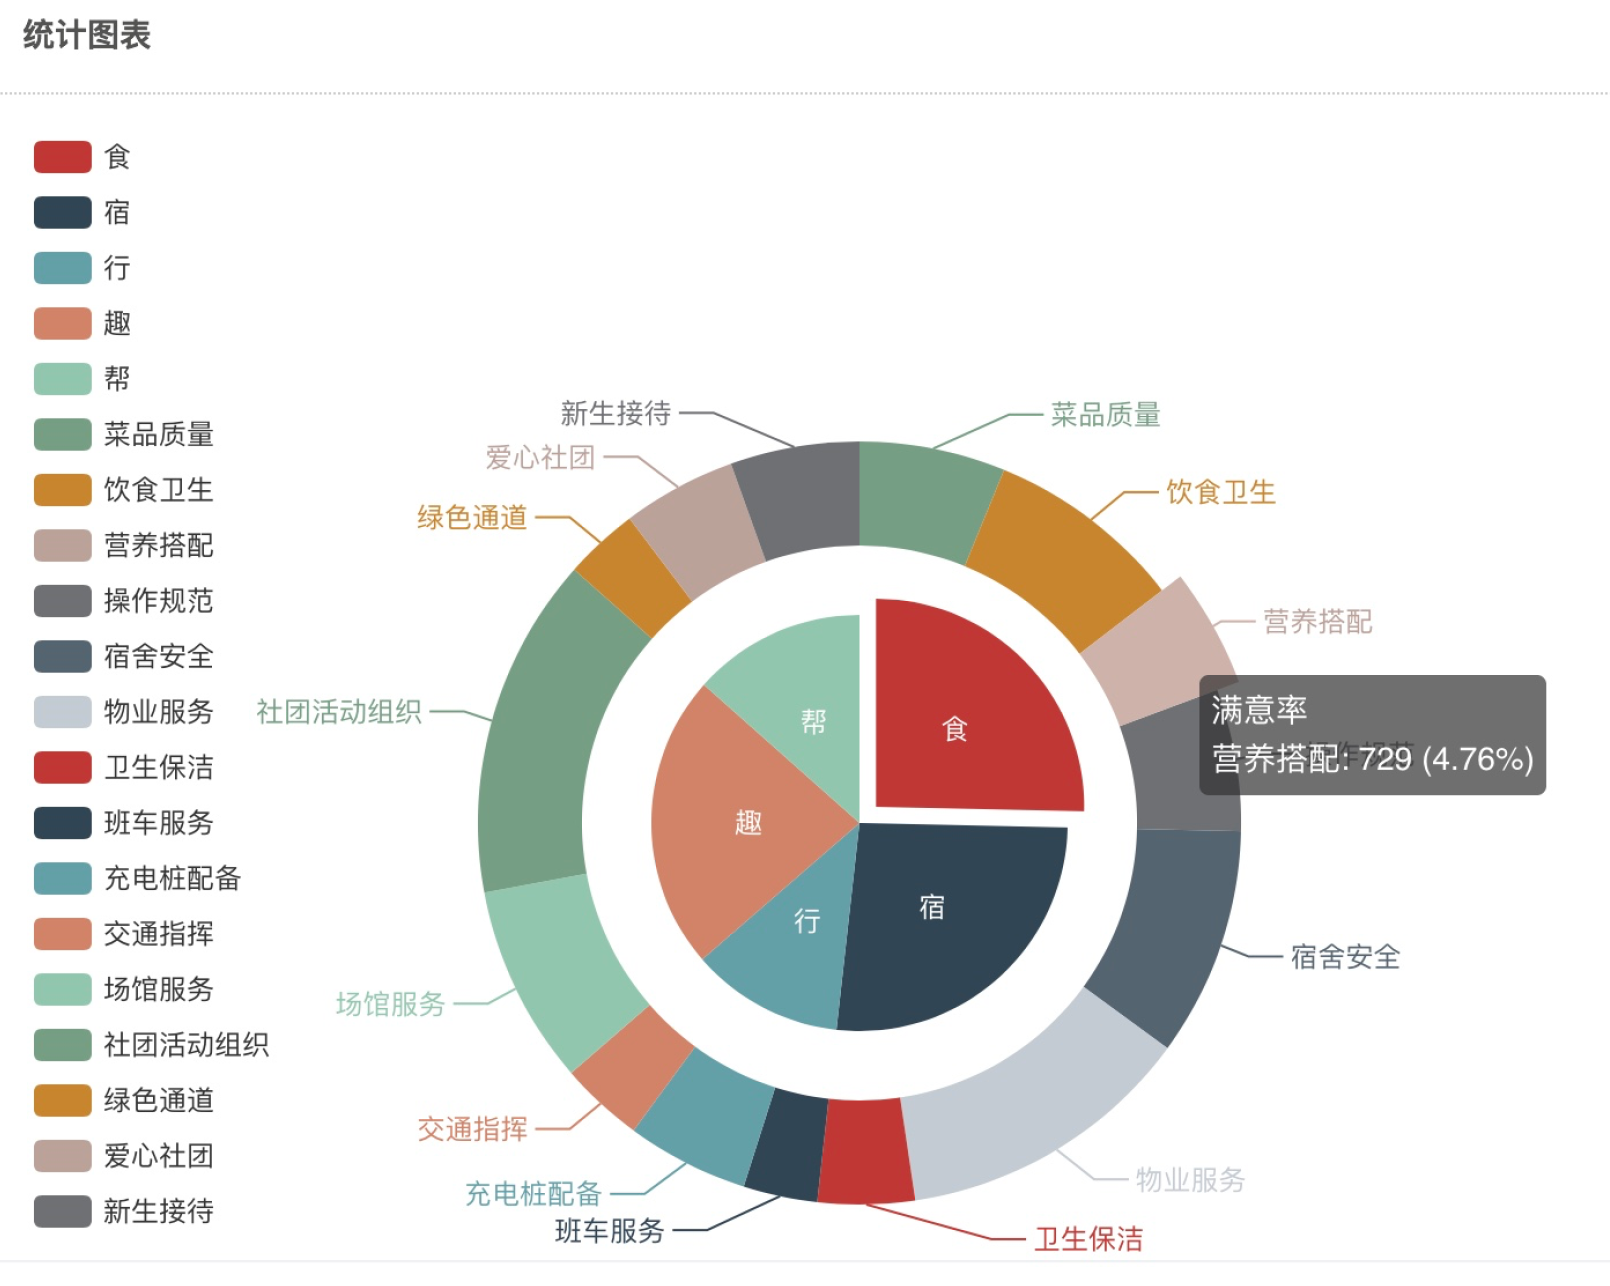 统计图表
食
宿
行
趣
帮
菜品质量
饮食卫生
营养搭配
操作规范
宿舍安全
物业服务
卫生保洁
班车服务
充电桩配备
交通指挥
场馆服务
社团活动组织
绿色通道
爱心社团
新生接待
新生接待
菜品质量
爱心社团
饮食卫生
绿色通道
营养搭配
满意率
营养搭配: 729 (4.76%)
社团活动组织
帮
食
趣
宿
行
宿舍安全
场馆服务
交通指挥
物业服务
充电桩配备
班车服务
卫生保洁